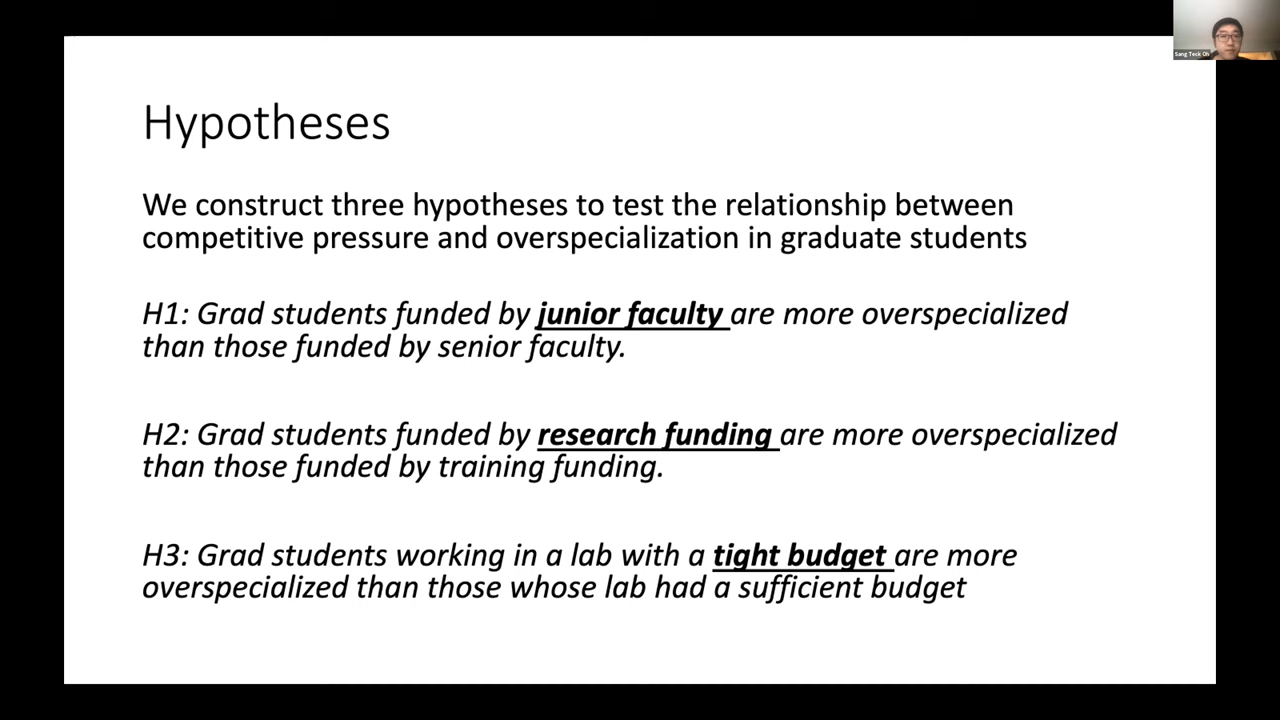 Sang Teck Oh
Hypotheses
We construct three hypotheses to test the relationship between
competitive pressure and overspecialization in graduate students
H1: Grad students funded by junior faculty are more overspecialized
than those funded by senior faculty.
H2: Grad students funded by research funding are more overspecialized
than those funded by training funding.
H3: Grad students working in a lab with a tight budget are more
overspecialized than those whose lab had a sufficient budget